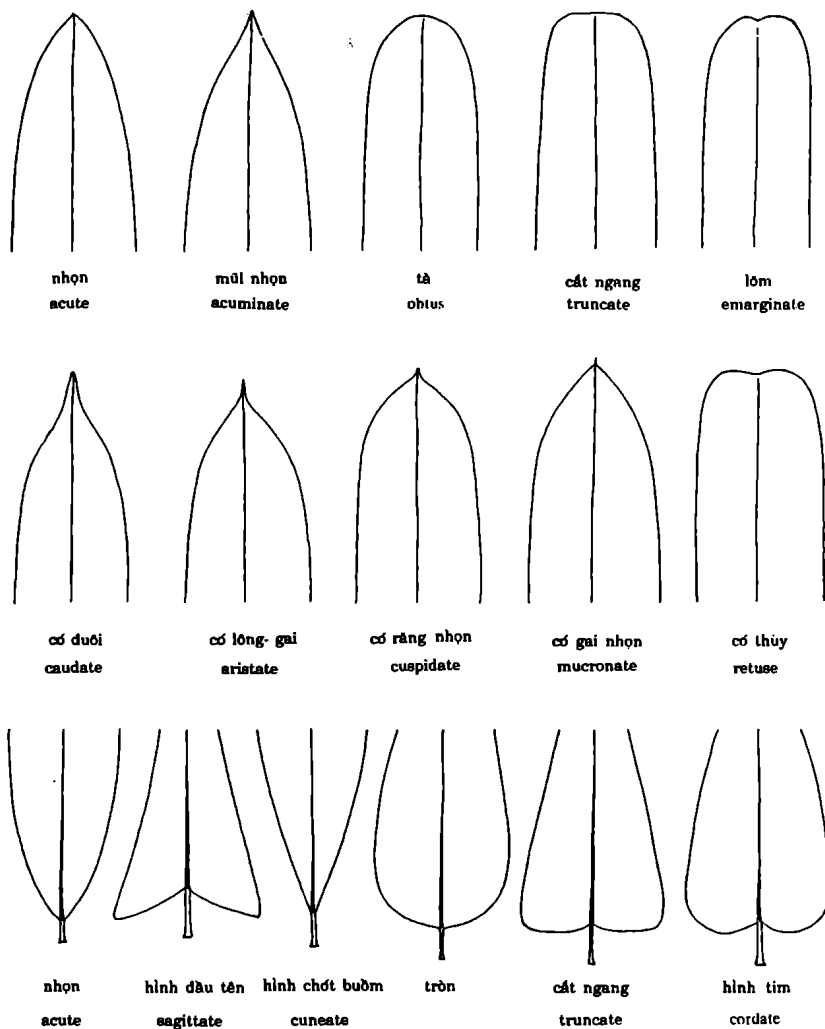 nhọn
acute
mũi nhọn
acuminate
tà
obtus
cắt ngang
truncate
lõm
emarginate
có đuôi
caudate
có lông- gai
aristate
có răng nhọn
cuspidate
có gai nhọn
mucronate
có thùy
retuse
nhọn
acute
hình đầu tên
sagittate
hình chót buồm
cuneate
tròn
cắt ngang
truncate
hình tim
cordate